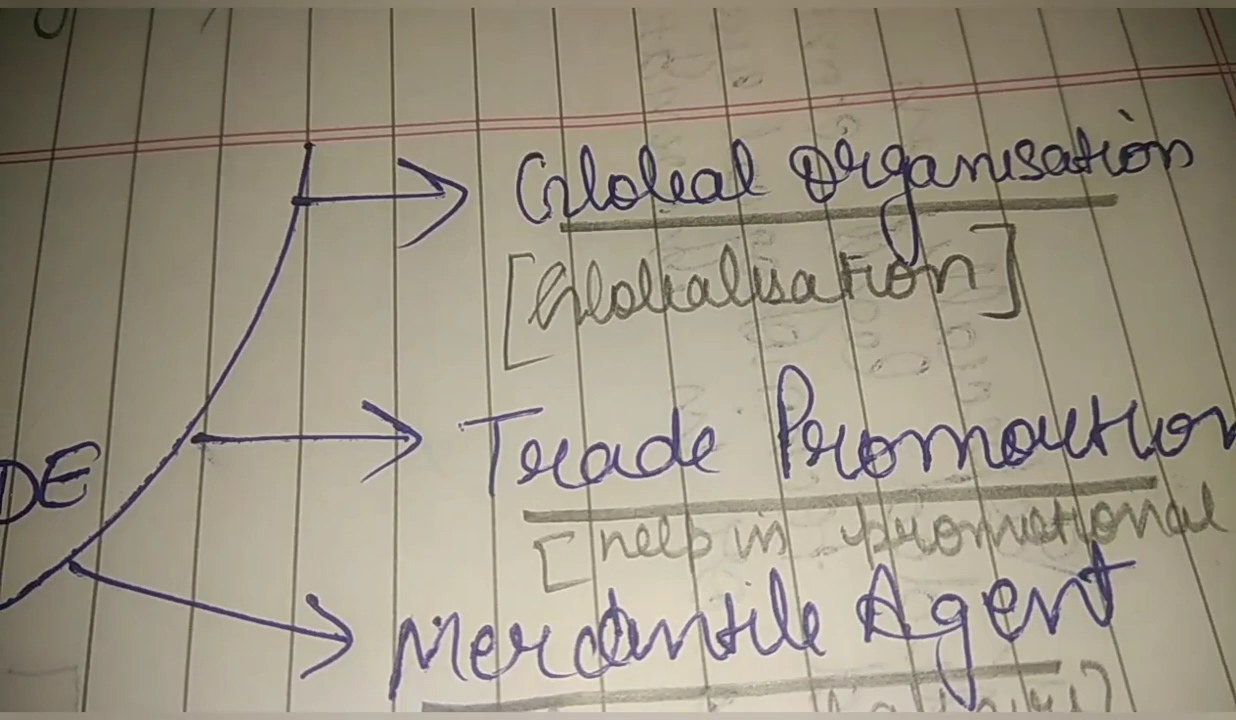 Global Organisation
[Globalisation]
DE
Trade Promotion
[help in promotional
Mercantile Agent